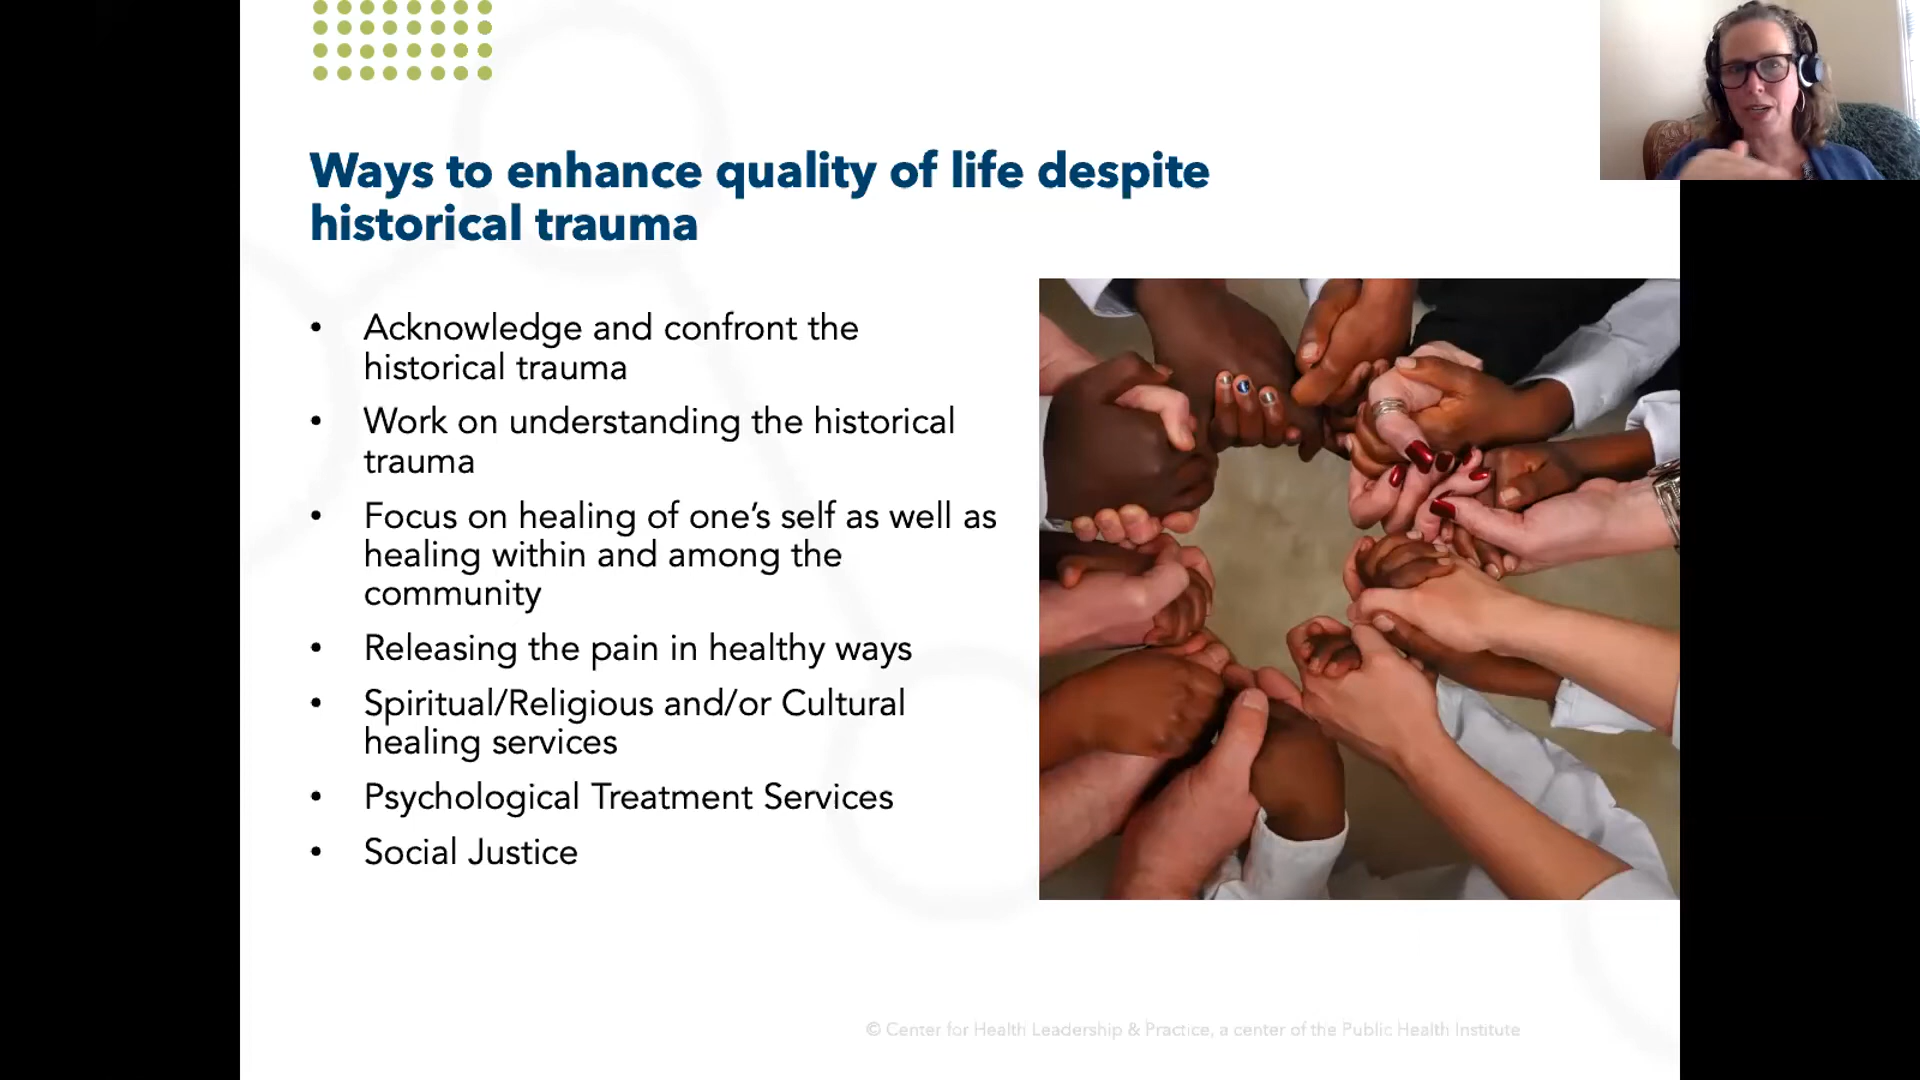 Ways to enhance quality of life despite
historical trauma
• Acknowledge and confront the
historical trauma
• Work on understanding the historical
trauma
• Focus on healing of one’s self as well as
healing within and among the
community
• Releasing the pain in healthy ways
• Spiritual/Religious and/or Cultural
healing services
• Psychological Treatment Services
• Social Justice
© Center for Health Leadership & Practice, a center of the Public Health Institute